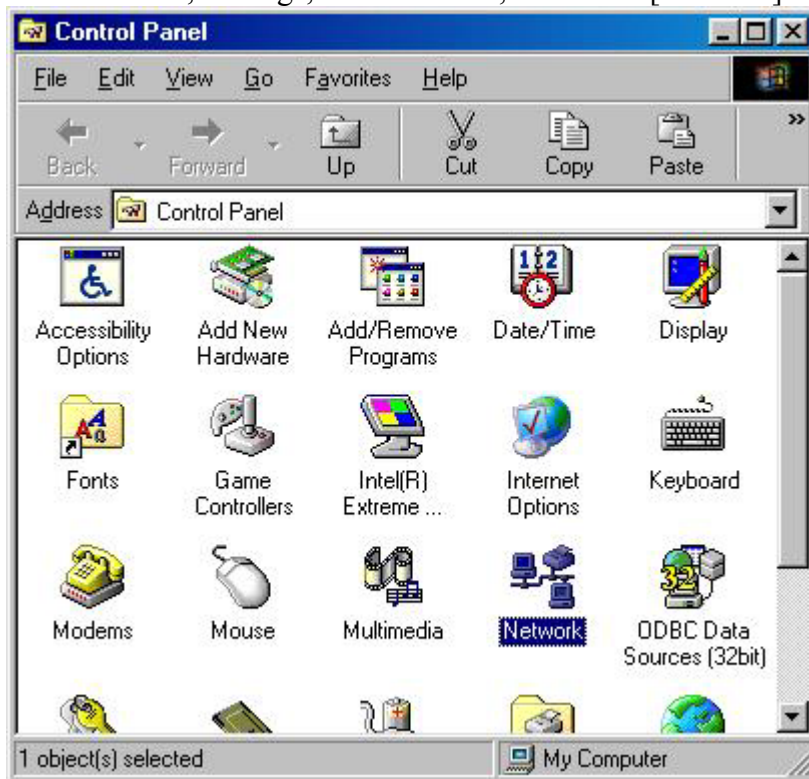 Control Panel
File Edit View Go Favorites Help
Back Forward Up Cut Copy Paste »
Address Control Panel
Accessibility Options
Add New Hardware
Add/Remove Programs
Date/Time
Display
Fonts
Game Controllers
Intel(R) Extreme ...
Internet Options
Keyboard
Modems
Mouse
Multimedia
Network
ODBC Data Sources (32bit)
1 object(s) selected
My Computer